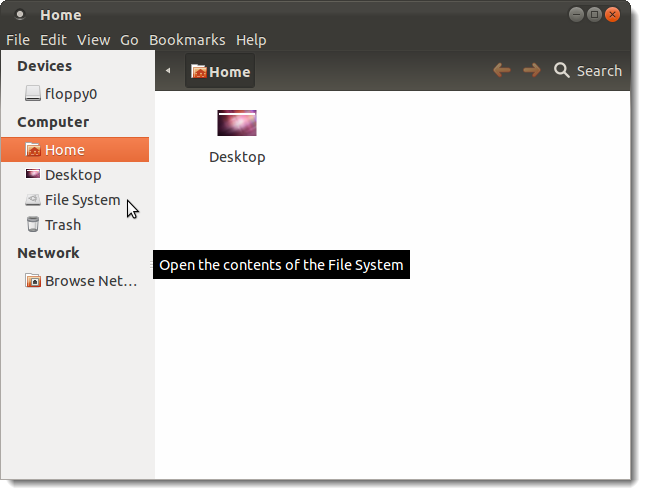 Home
File Edit View Go Bookmarks Help
Devices
floppy0
Computer
Home
Desktop
File System
Trash
Network
Browse Net...
Home
Search
Desktop
Open the contents of the File System